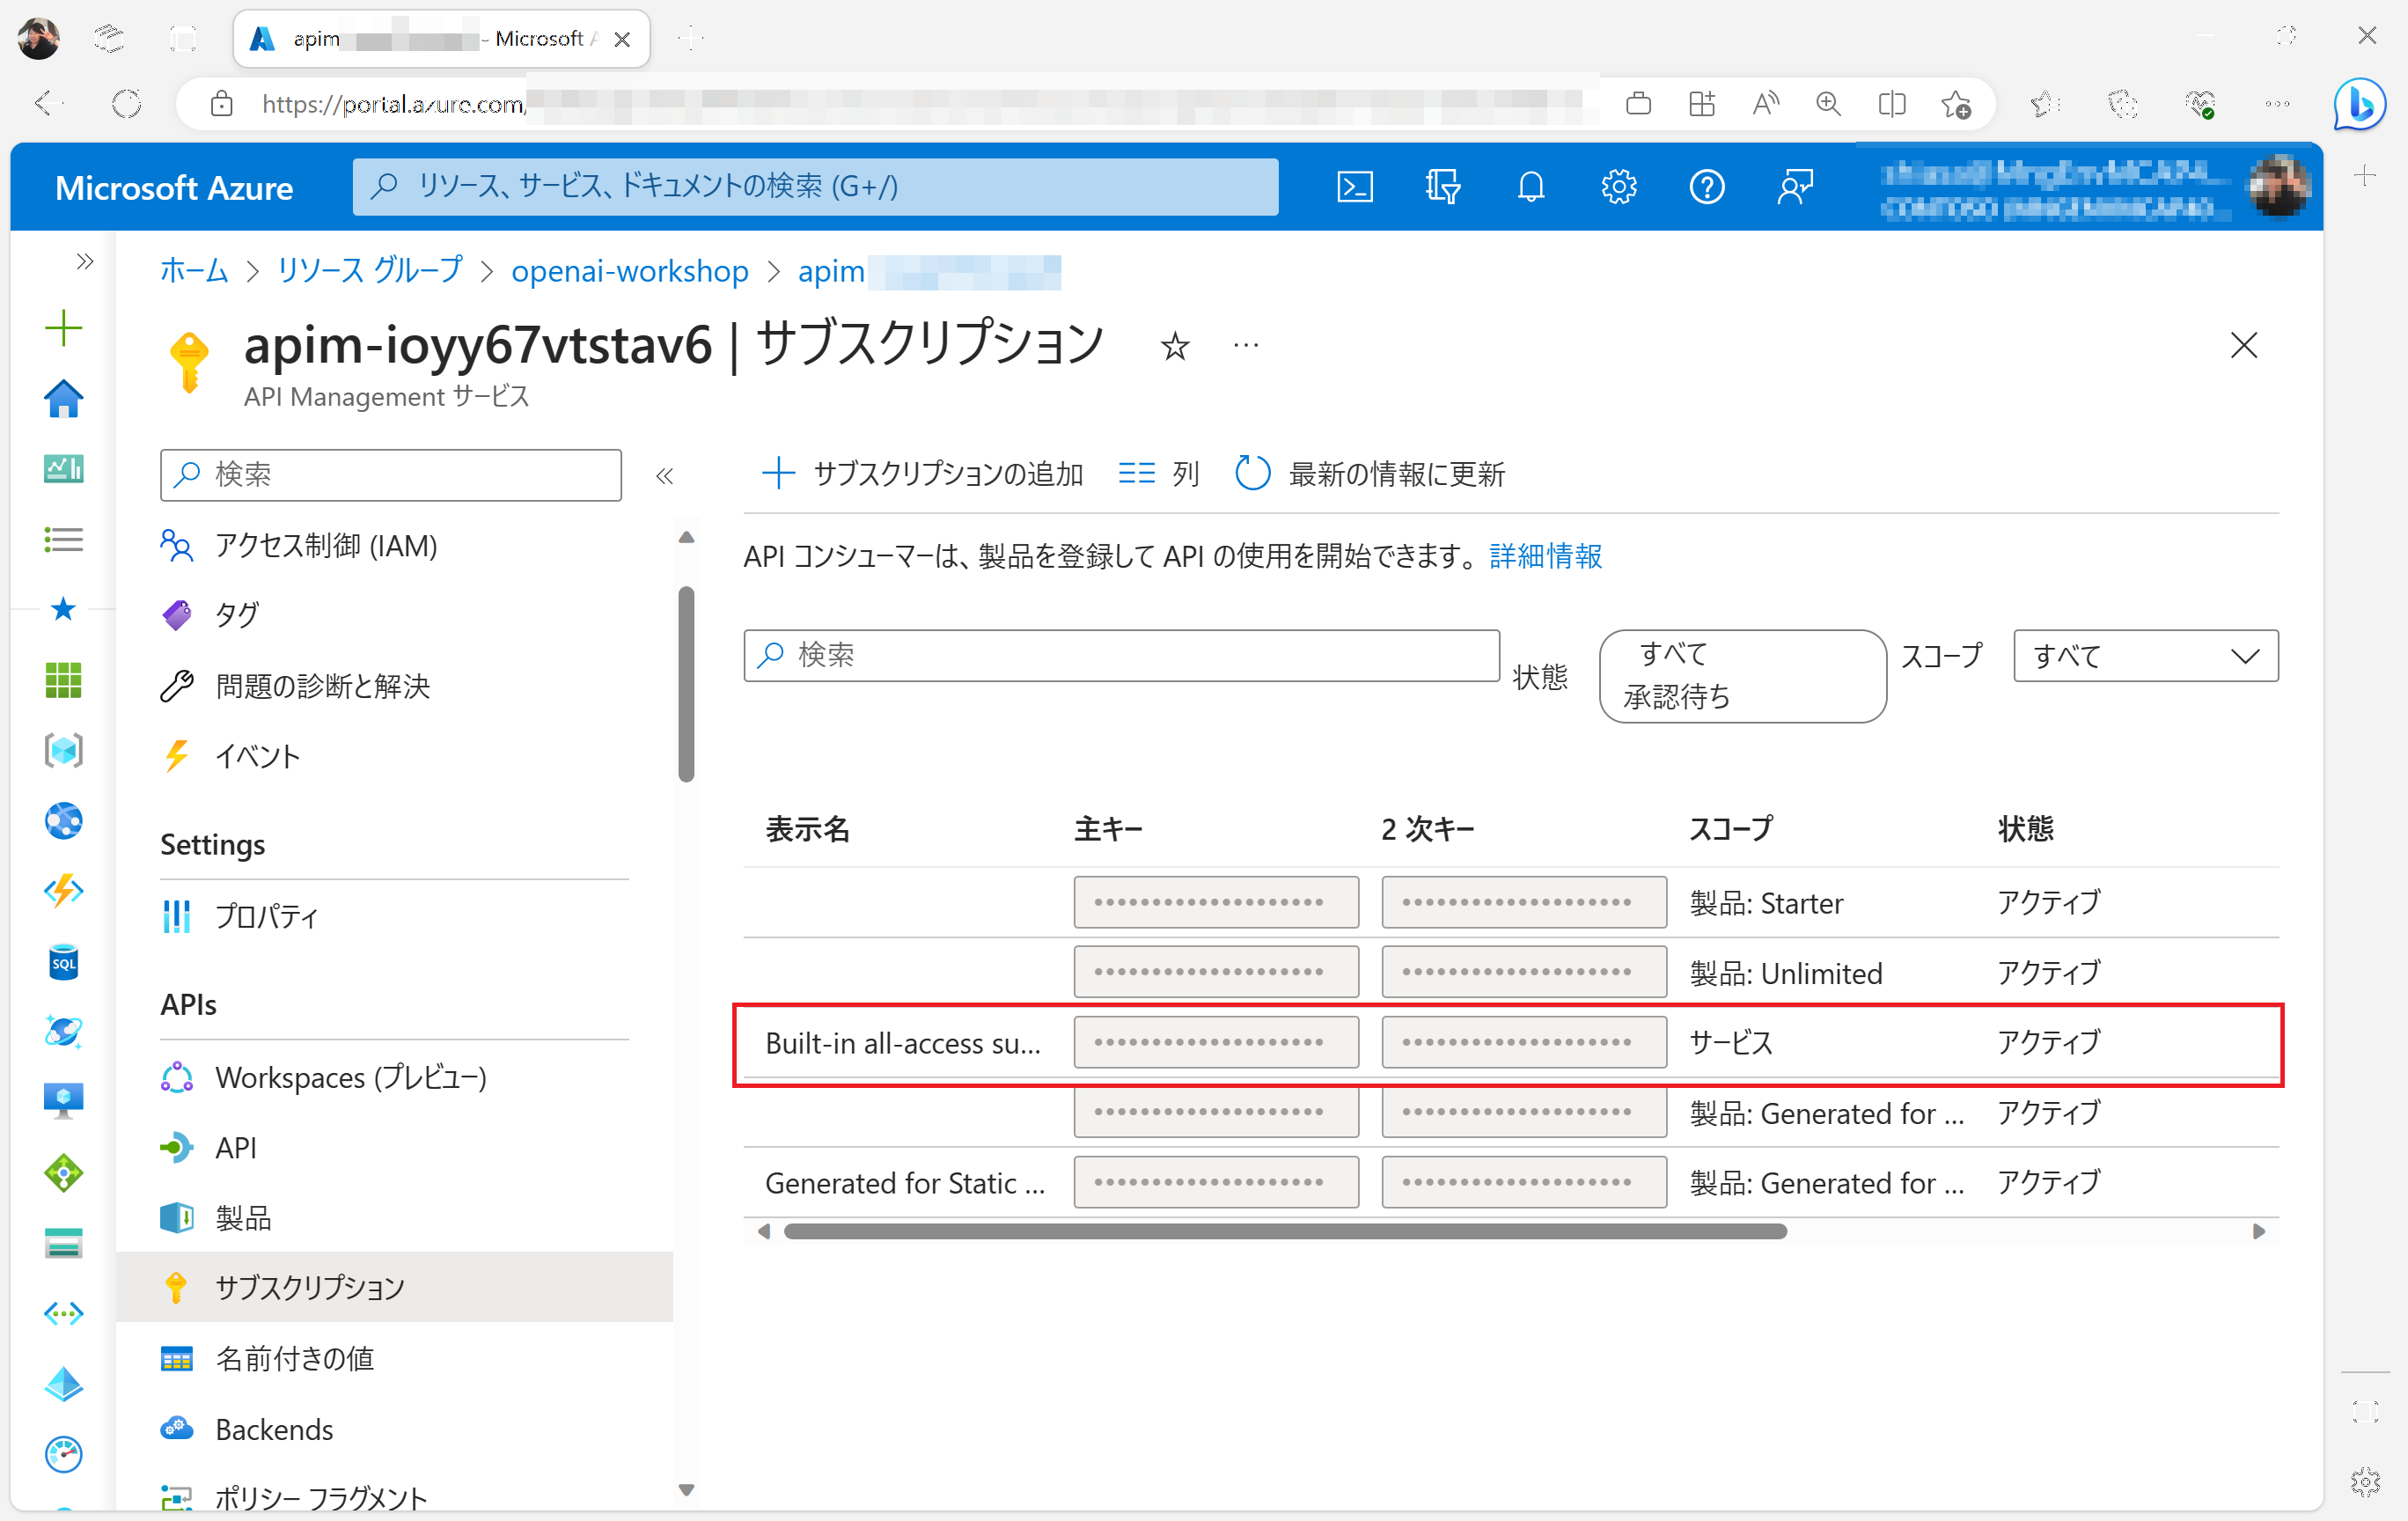 apim - Microsoft A
https://portal.azure.com/
Microsoft Azure
リソース、サービス、ドキュメントの検索 (G+/)
ホーム > リソース グループ > openai-workshop > apim
apim-ioyy67vtstav6 | サブスクリプション
API Management サービス
検索
アクセス制御 (IAM)
タグ
問題の診断と解決
イベント
Settings
プロパティ
APIs
Workspaces (プレビュー)
API
製品
サブスクリプション
名前付きの値
Backends
ポリシー フラグメント
サブスクリプションの追加 列 最新の情報に更新
API コンシューマーは、製品を登録して API の使用を開始できます。 詳細情報
検索 状態 すべて 承認待ち スコープ すべて
表示名 主キー 2 次キー スコープ 状態
製品: Starter アクティブ
製品: Unlimited アクティブ
Built-in all-access su... サービス アクティブ
製品: Generated for ... アクティブ
Generated for Static ... 製品: Generated for ... アクティブ
SQL